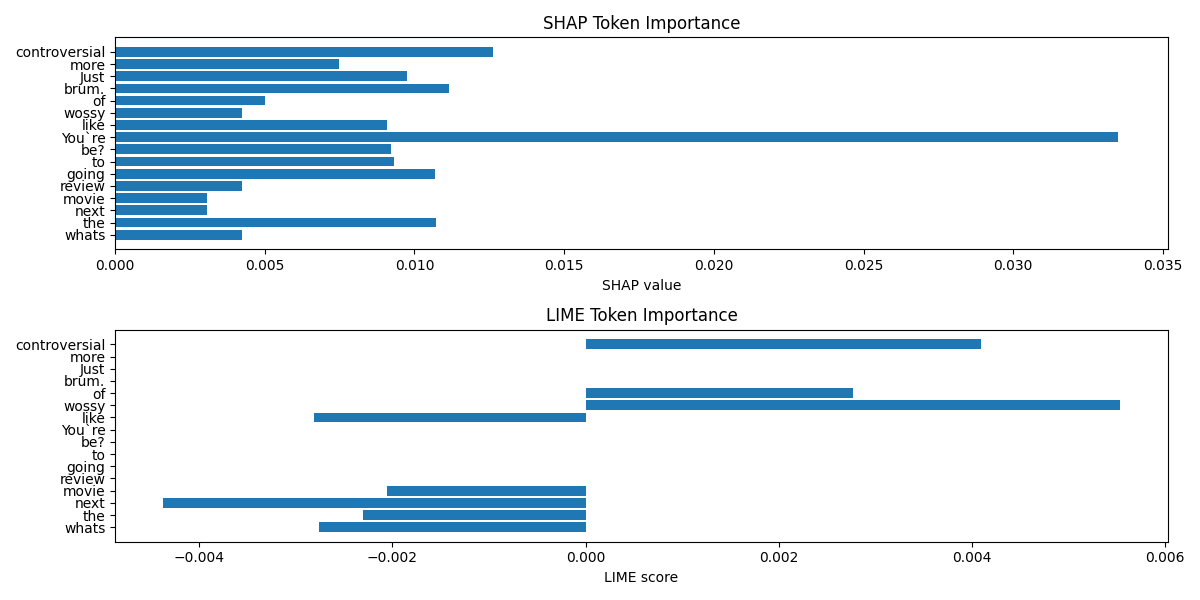 SHAP Token Importance
controversial
more
Just
brum.
of
wossy
like
You`re
be?
to
going
review
movie
next
the
whats
0.000 0.005 0.010 0.015 0.020 0.025 0.030 0.035
SHAP value
LIME Token Importance
controversial
more
Just
brum.
of
wossy
like
You`re
be?
to
going
review
movie
next
the
whats
−0.004 −0.002 0.000 0.002 0.004 0.006
LIME score